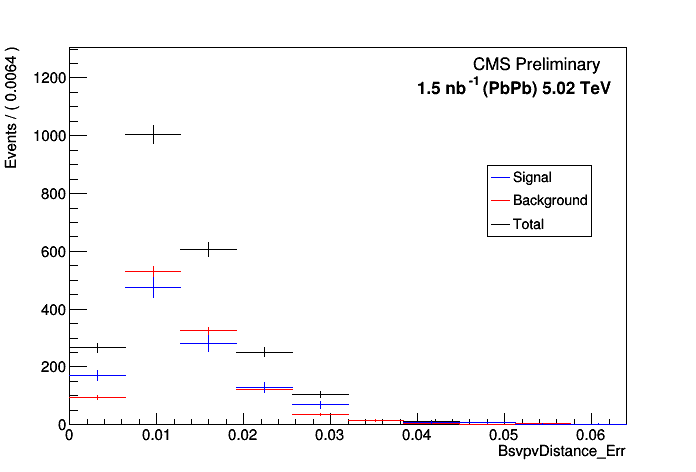 CMS Preliminary
1.5 nb⁻¹ (PbPb) 5.02 TeV
Events / ( 0.0064 )
1200
1000
800
600
400
200
0
Signal
Background
Total
0 0.01 0.02 0.03 0.04 0.05 0.06
BsvpvDistance_Err